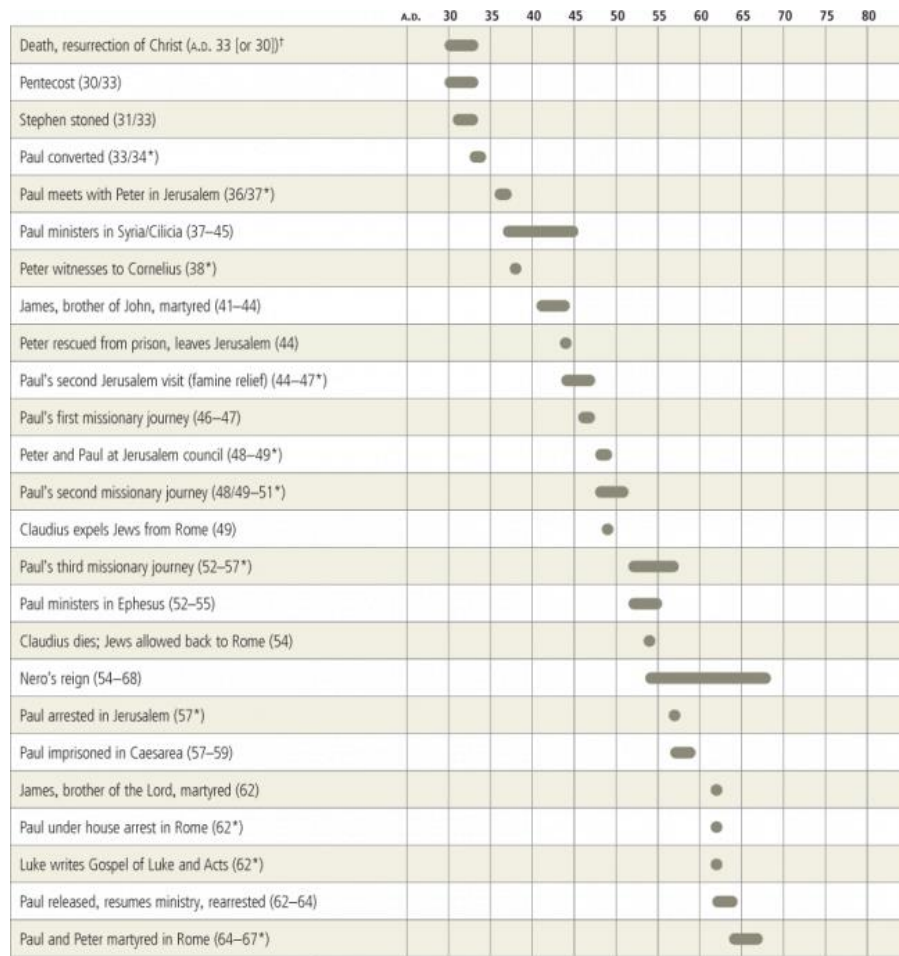 A.D. 30 35 40 45 50 55 60 65 70 75 80
Death, resurrection of Christ (A.D. 33 [or 30])†
Pentecost (30/33)
Stephen stoned (31/33)
Paul converted (33/34*)
Paul meets with Peter in Jerusalem (36/37*)
Paul ministers in Syria/Cilicia (37–45)
Peter witnesses to Cornelius (38*)
James, brother of John, martyred (41–44)
Peter rescued from prison, leaves Jerusalem (44)
Paul's second Jerusalem visit (famine relief) (44–47*)
Paul's first missionary journey (46–47)
Peter and Paul at Jerusalem council (48–49*)
Paul's second missionary journey (48/49–51*)
Claudius expels Jews from Rome (49)
Paul's third missionary journey (52–57*)
Paul ministers in Ephesus (52–55)
Claudius dies; Jews allowed back to Rome (54)
Nero's reign (54–68)
Paul arrested in Jerusalem (57*)
Paul imprisoned in Caesarea (57–59)
James, brother of the Lord, martyred (62)
Paul under house arrest in Rome (62*)
Luke writes Gospel of Luke and Acts (62*)
Paul released, resumes ministry, rearrested (62–64)
Paul and Peter martyred in Rome (64–67*)